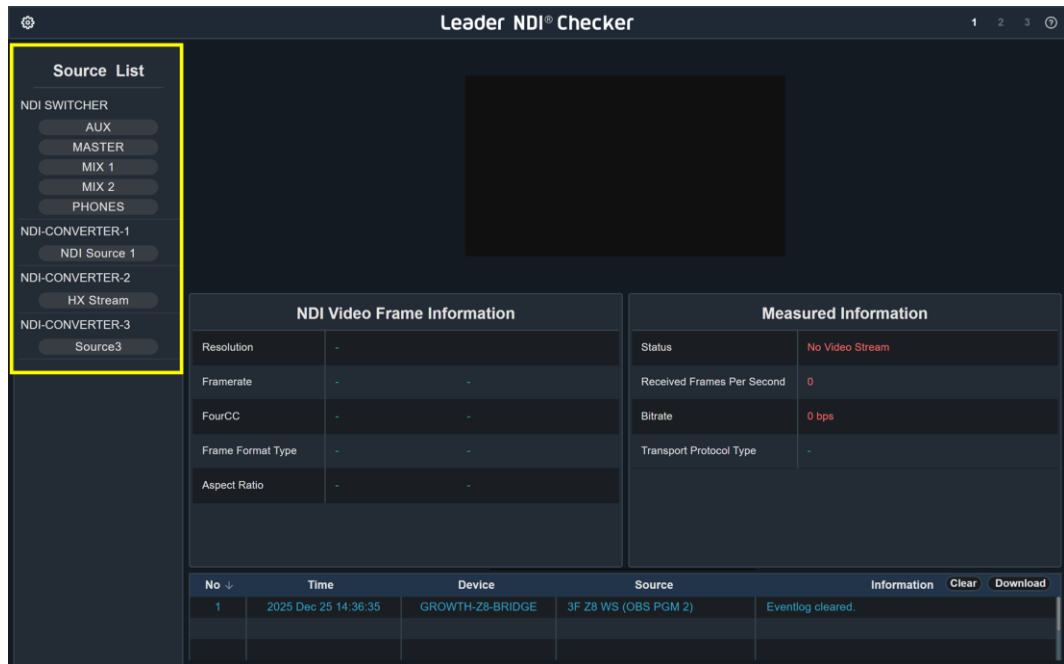 Leader NDI® Checker
1 2 3 ?
Source List
NDI SWITCHER
AUX
MASTER
MIX 1
MIX 2
PHONES
NDI-CONVERTER-1
NDI Source 1
NDI-CONVERTER-2
HX Stream
NDI-CONVERTER-3
Source3
NDI Video Frame Information
Resolution -
Framerate - -
FourCC - -
Frame Format Type - -
Aspect Ratio - -
Measured Information
Status No Video Stream
Received Frames Per Second 0
Bitrate 0 bps
Transport Protocol Type -
No ↓ Time Device Source Information Clear Download
1 2025 Dec 25 14:36:35 GROWTH-Z8-BRIDGE 3F Z8 WS (OBS PGM 2) Eventlog cleared.